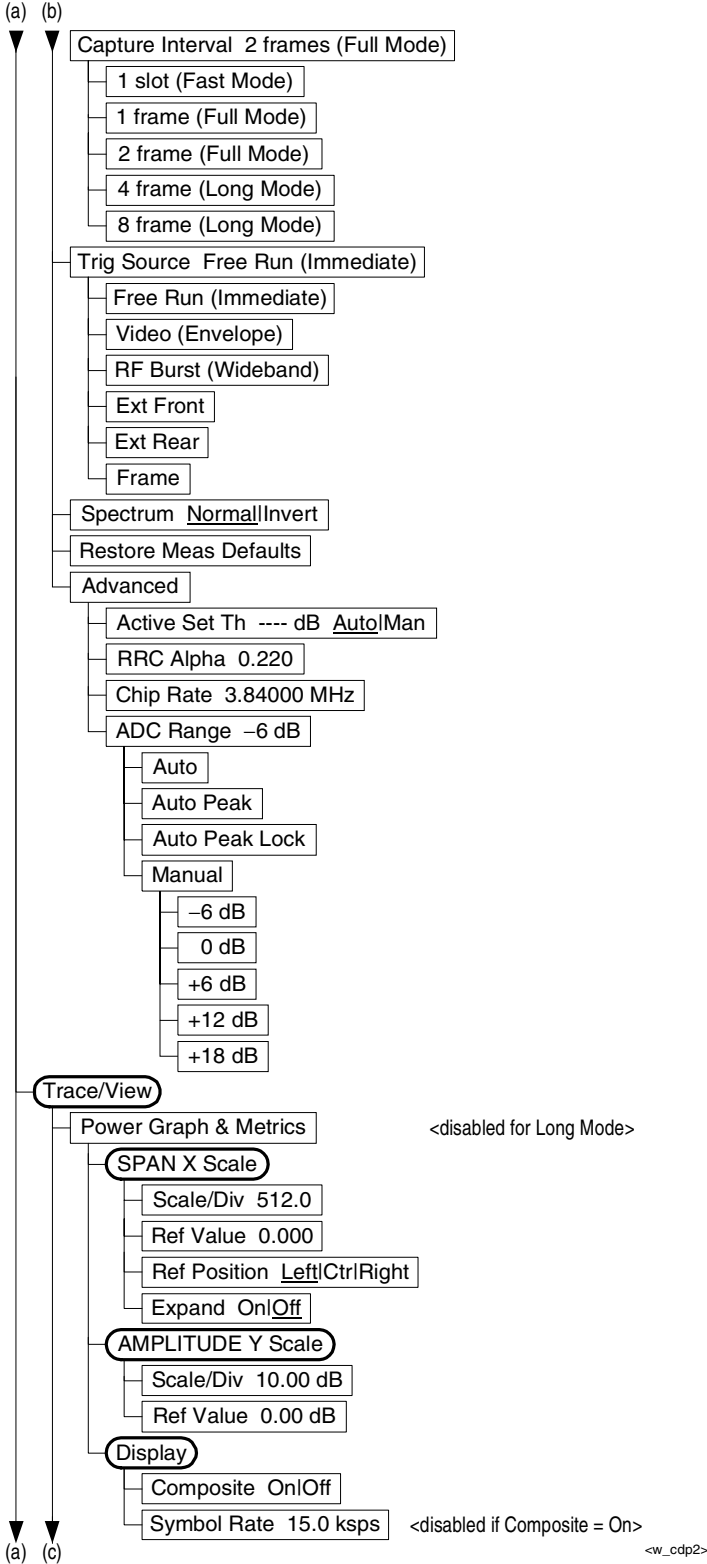 (a) (b)
Capture Interval 2 frames (Full Mode)
1 slot (Fast Mode)
1 frame (Full Mode)
2 frame (Full Mode)
4 frame (Long Mode)
8 frame (Long Mode)
Trig Source Free Run (Immediate)
Free Run (Immediate)
Video (Envelope)
RF Burst (Wideband)
Ext Front
Ext Rear
Frame
Spectrum Normal|Invert
Restore Meas Defaults
Advanced
Active Set Th ---- dB Auto|Man
RRC Alpha 0.220
Chip Rate 3.84000 MHz
ADC Range −6 dB
Auto
Auto Peak
Auto Peak Lock
Manual
−6 dB
0 dB
+6 dB
+12 dB
+18 dB
Trace/View
Power Graph & Metrics <disabled for Long Mode>
SPAN X Scale
Scale/Div 512.0
Ref Value 0.000
Ref Position Left|Ctr|Right
Expand On|Off
AMPLITUDE Y Scale
Scale/Div 10.00 dB
Ref Value 0.00 dB
Display
Composite On|Off
Symbol Rate 15.0 ksps <disabled if Composite = On>
(a) (c) <w_cdp2>